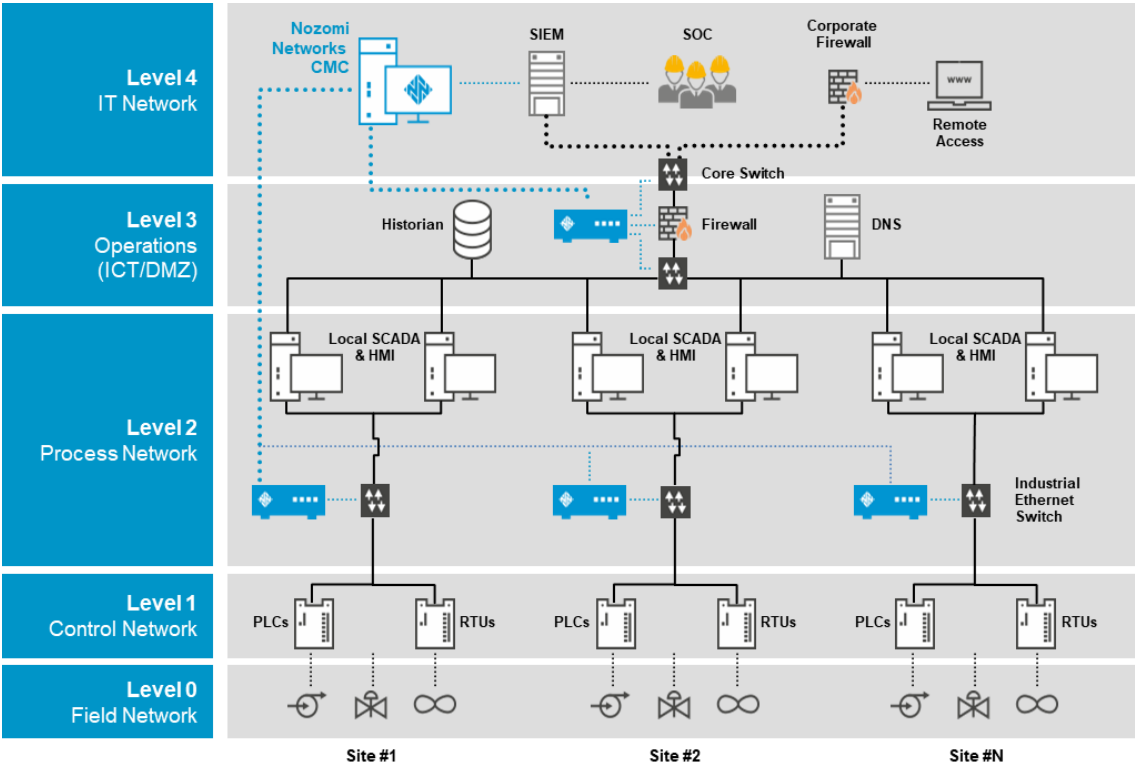 Level 4
IT Network
Nozomi
Networks
CMC
SIEM
SOC
Corporate
Firewall
www
Remote
Access
Core Switch
Level 3
Operations
(ICT/DMZ)
Historian
Firewall
DNS
Level 2
Process Network
Local SCADA
& HMI
Local SCADA
& HMI
Local SCADA
& HMI
Industrial
Ethernet
Switch
Level 1
Control Network
PLCs
RTUs
PLCs
RTUs
PLCs
RTUs
Level 0
Field Network
Site #1
Site #2
Site #N